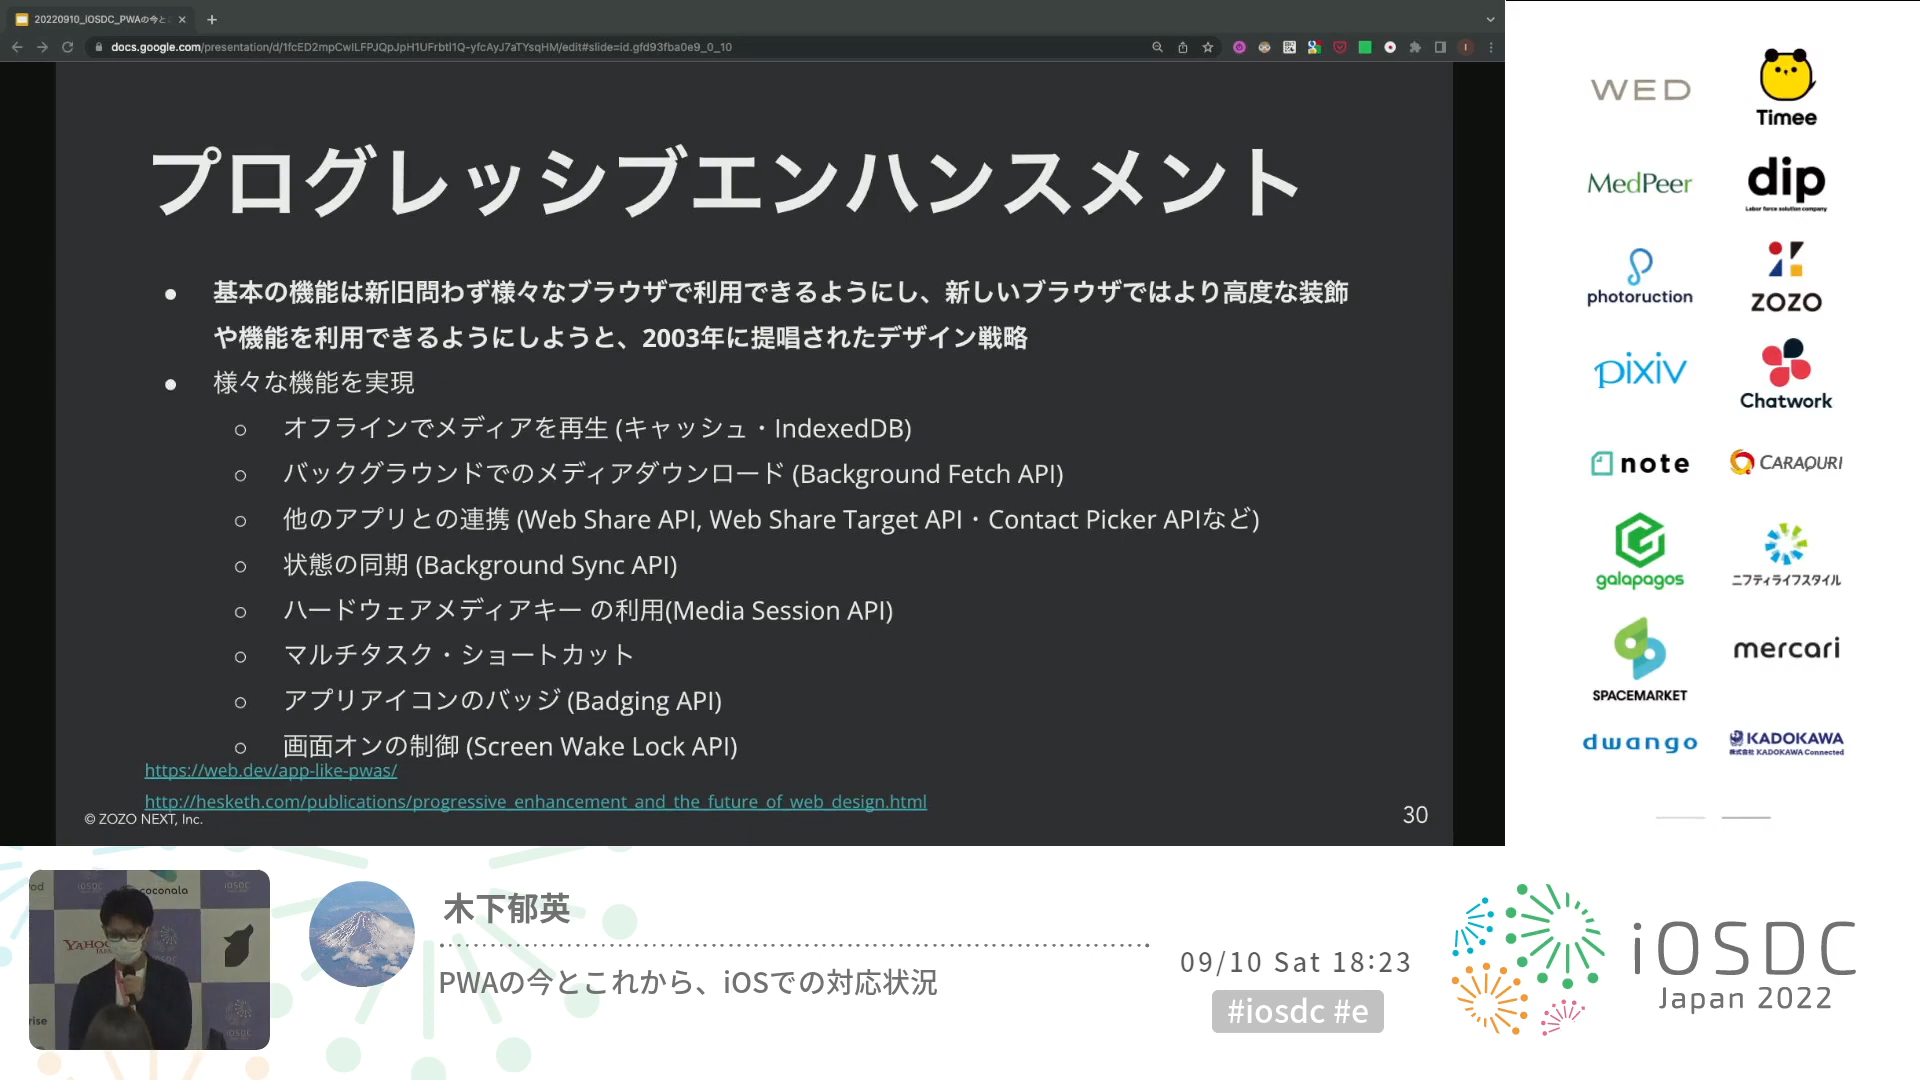 20220910_iOSDC_PWAの今と
docs.google.com/presentation/d/1fcED2mpCwILFPJQpJpH1UFrbtl1Q-yfcAyJ7aTYsqHM/edit#slide=id.gfd93fba0e9_0_10
プログレッシブエンハンスメント
● 基本の機能は新旧問わず様々なブラウザで利用できるようにし、新しいブラウザではより高度な装飾
や機能を利用できるようにしようと、2003年に提唱されたデザイン戦略
● 様々な機能を実現
○ オフラインでメディアを再生 (キャッシュ・IndexedDB)
○ バックグラウンドでのメディアダウンロード (Background Fetch API)
○ 他のアプリとの連携 (Web Share API, Web Share Target API・Contact Picker APIなど)
○ 状態の同期 (Background Sync API)
○ ハードウェアメディアキー の利用(Media Session API)
○ マルチタスク・ショートカット
○ アプリアイコンのバッジ (Badging API)
○ 画面オンの制御 (Screen Wake Lock API)
https://web.dev/app-like-pwas/
http://hesketh.com/publications/progressive_enhancement_and_the_future_of_web_design.html
© ZOZO NEXT, Inc.
30
WED
Timee
MedPeer
dip
Labor force solution company
photoruction
ZOZO
pixiv
Chatwork
note
CARAQURI
galapagos
ニフティライフスタイル
SPACEMARKET
mercari
dwango
KADOKAWA
株式会社 KADOKAWA Connected
coconala
YAHO
rise
木下郁英
PWAの今とこれから、iOSでの対応状況
09/10 Sat 18:23
#iosdc #e
iOSDC
Japan 2022